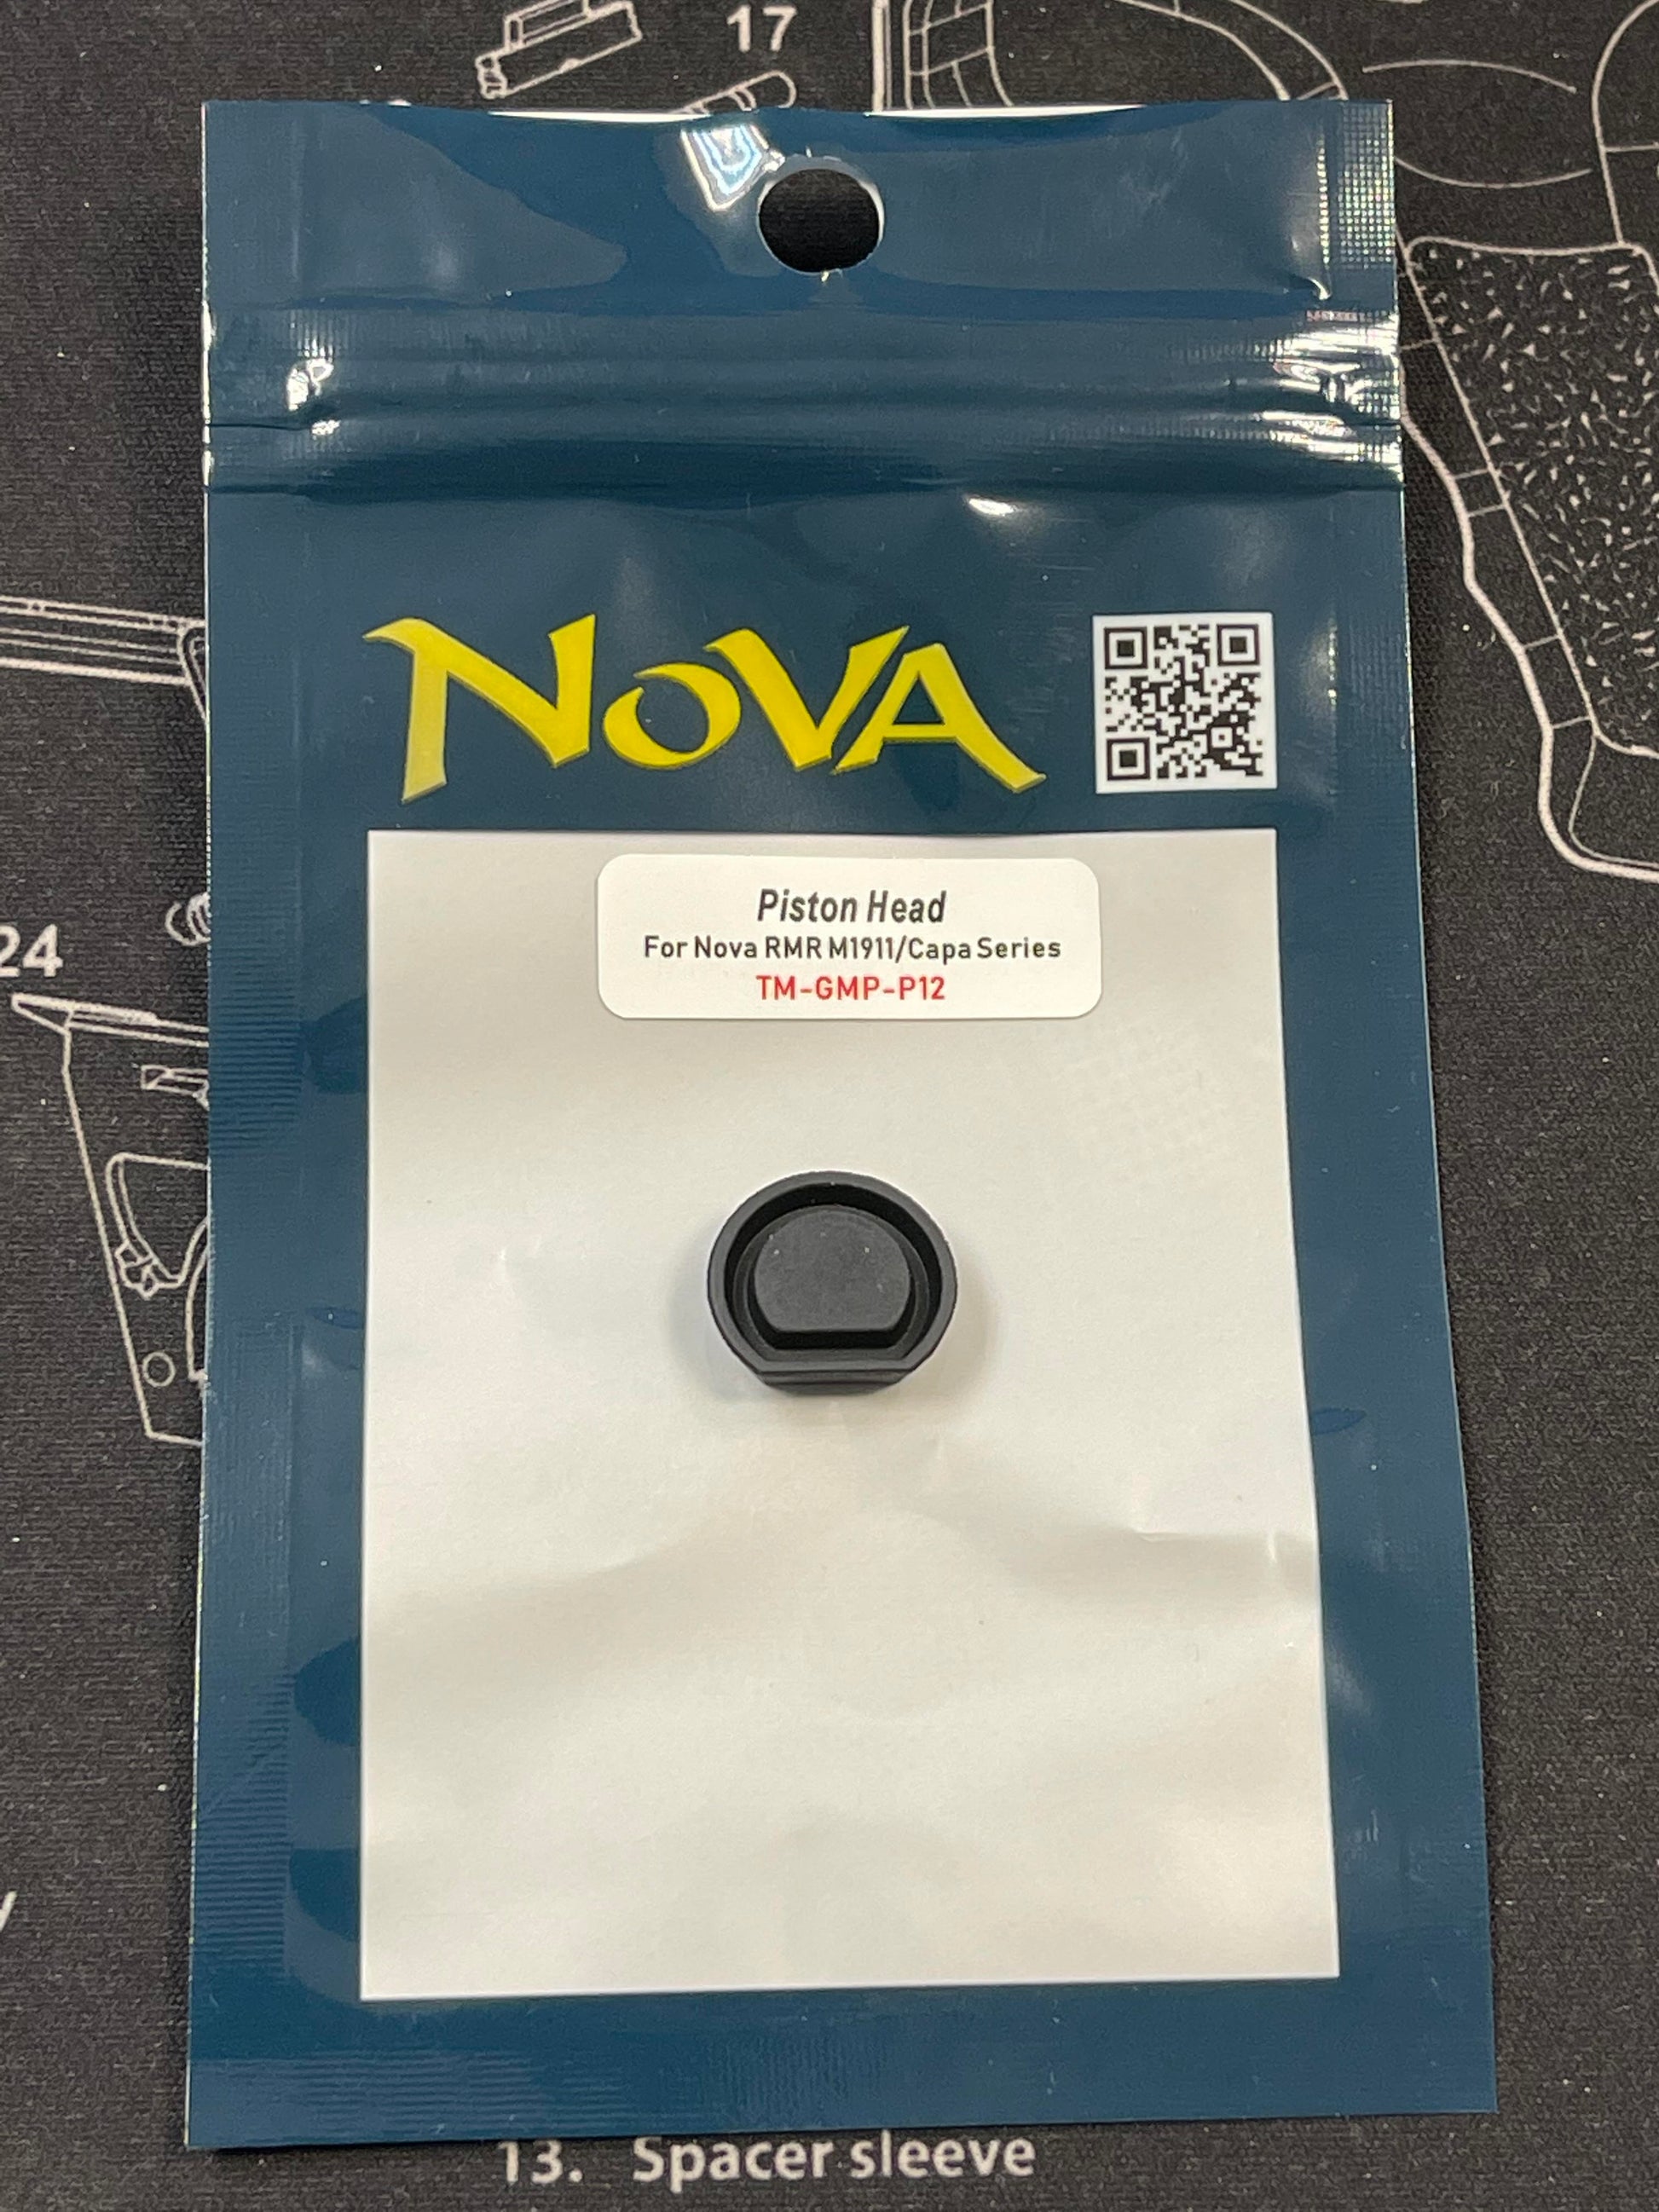 17
NOVA
Piston Head
For Nova RMR M1911/Capa Series
TM-GMP-P12
24
13. Spacer sleeve